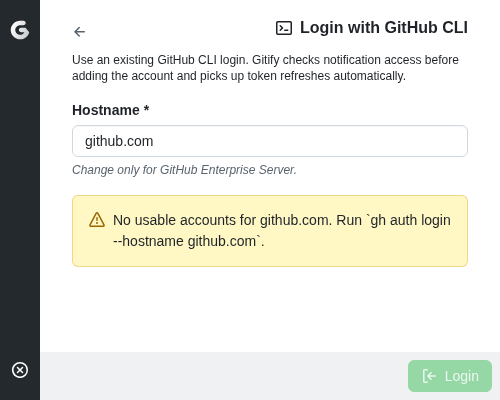 Login with GitHub CLI
Use an existing GitHub CLI login. Gitify checks notification access before
adding the account and picks up token refreshes automatically.
Hostname *
github.com
Change only for GitHub Enterprise Server.
No usable accounts for github.com. Run `gh auth login
--hostname github.com`.
Login